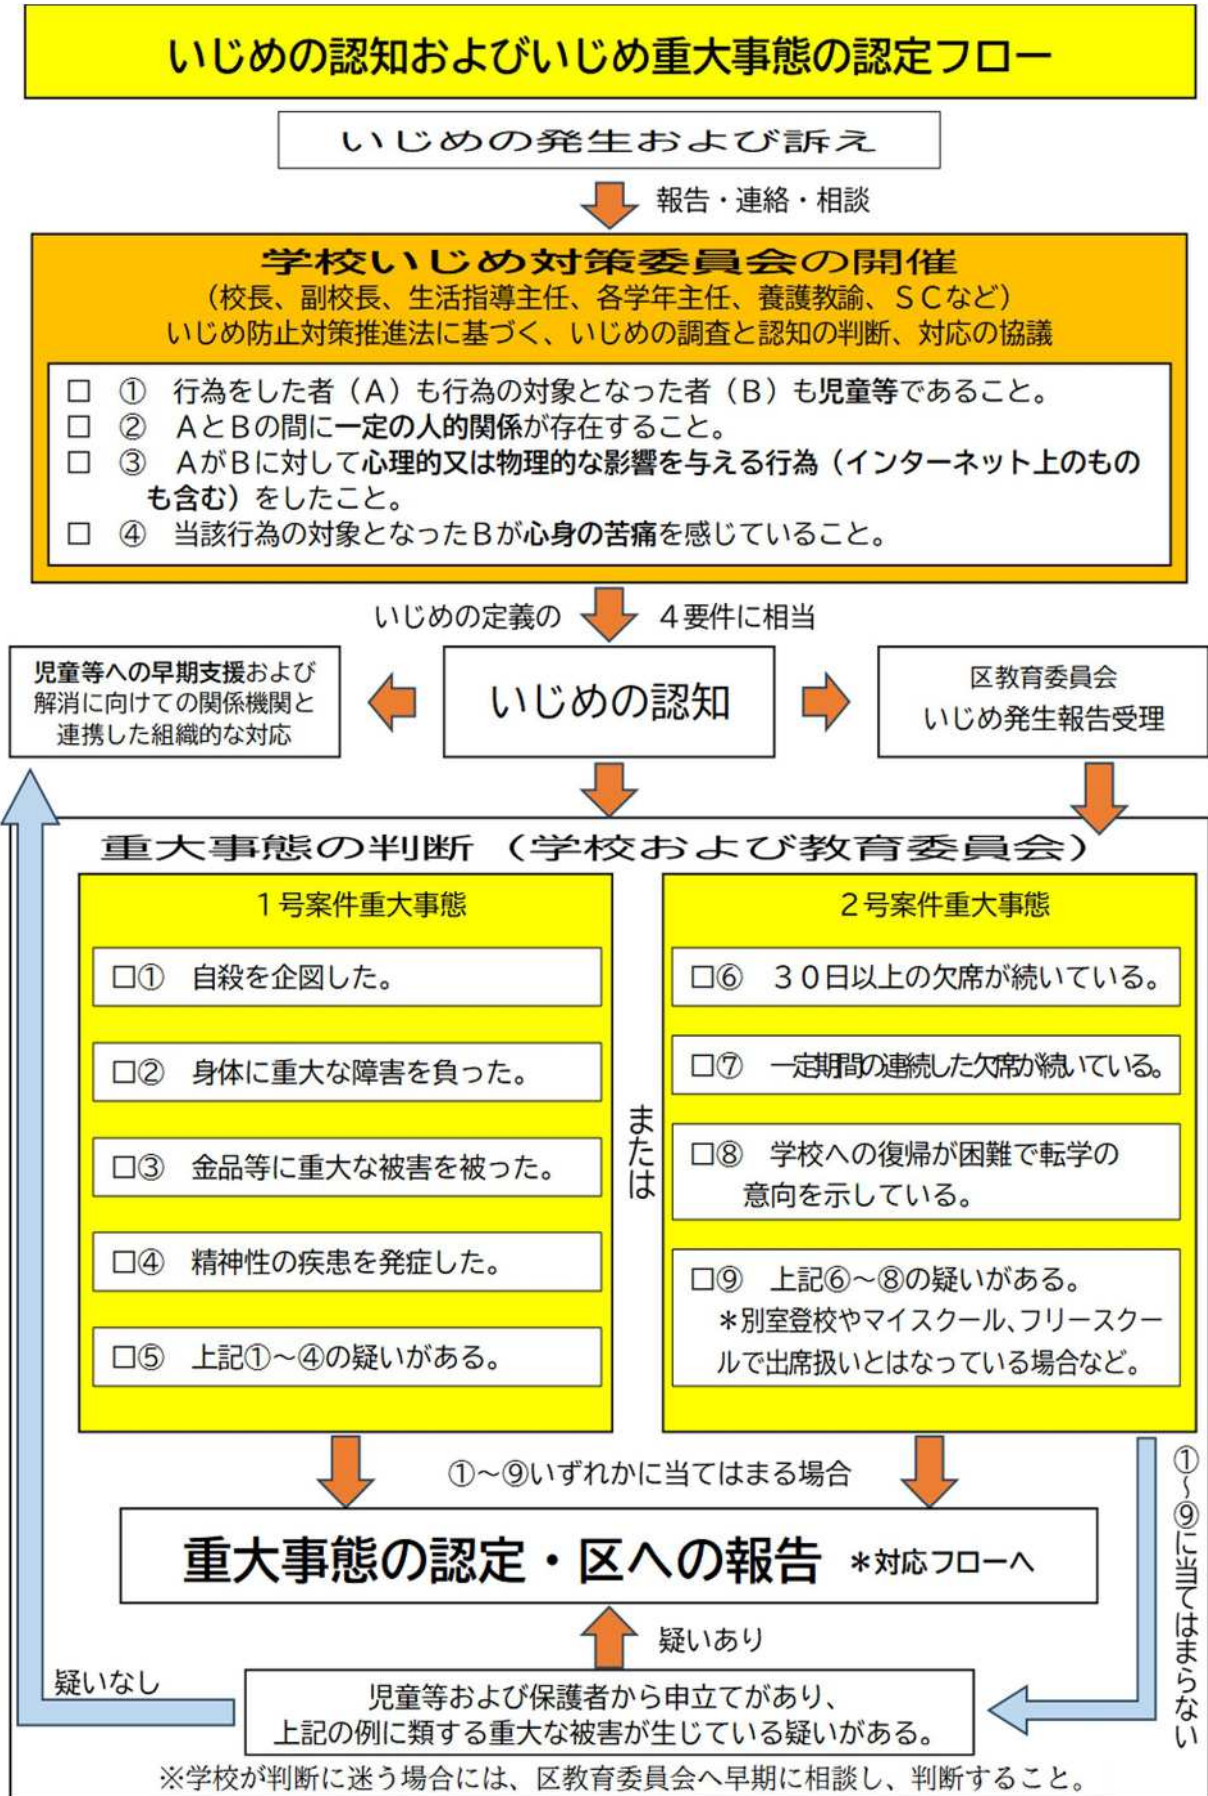 いじめの認知およびいじめ重大事態の認定フロー
いじめの発生および訴え
報告・連絡・相談
学校いじめ対策委員会の開催
（校長、副校長、生活指導主任、各学年主任、養護教諭、ＳＣなど）
いじめ防止対策推進法に基づく、いじめの調査と認知の判断、対応の協議
□ ① 行為をした者（Ａ）も行為の対象となった者（Ｂ）も児童等であること。
□ ② ＡとＢの間に一定の人的関係が存在すること。
□ ③ ＡがＢに対して心理的又は物理的な影響を与える行為（インターネット上のもの
も含む）をしたこと。
□ ④ 当該行為の対象となったＢが心身の苦痛を感じていること。
いじめの定義の ４要件に相当
児童等への早期支援および
解消に向けての関係機関と
連携した組織的な対応
いじめの認知
区教育委員会
いじめ発生報告受理
重大事態の判断（学校および教育委員会）
１号案件重大事態
□① 自殺を企図した。
□② 身体に重大な障害を負った。
□③ 金品等に重大な被害を被った。
□④ 精神性の疾患を発症した。
□⑤ 上記①～④の疑いがある。
または
２号案件重大事態
□⑥ ３０日以上の欠席が続いている。
□⑦ 一定期間の連続した欠席が続いている。
□⑧ 学校への復帰が困難で転学の
意向を示している。
□⑨ 上記⑥～⑧の疑いがある。
＊別室登校やマイスクール、フリースクー
ルで出席扱いとはなっている場合など。
①～⑨いずれかに当てはまる場合
①～⑨に当てはまらない
重大事態の認定・区への報告 ＊対応フローへ
疑いあり
疑いなし
児童等および保護者から申立てがあり、
上記の例に類する重大な被害が生じている疑いがある。
※学校が判断に迷う場合には、区教育委員会へ早期に相談し、判断すること。